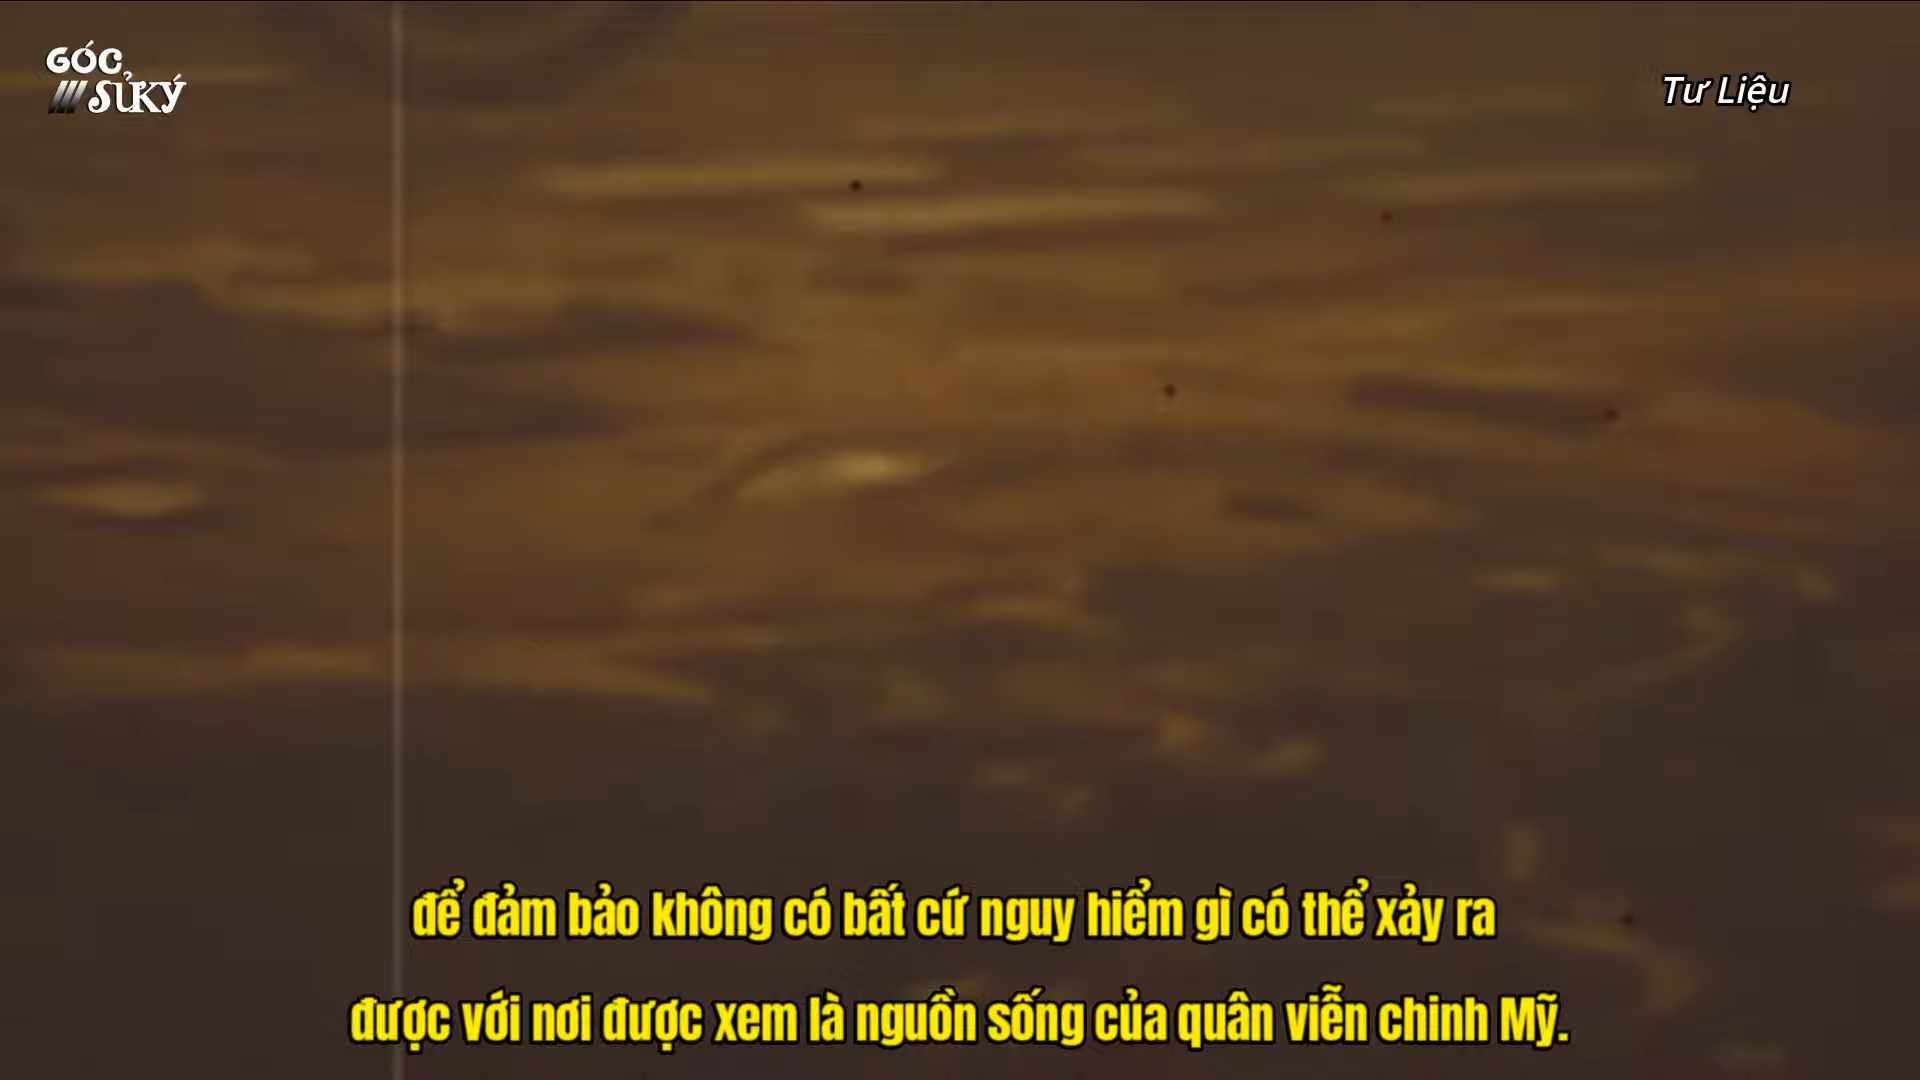 GÓC
SỬ KÝ
Tư Liệu
để đảm bảo không có bất cứ nguy hiểm gì có thể xảy ra
được với nơi được xem là nguồn sống của quân viễn chinh Mỹ.